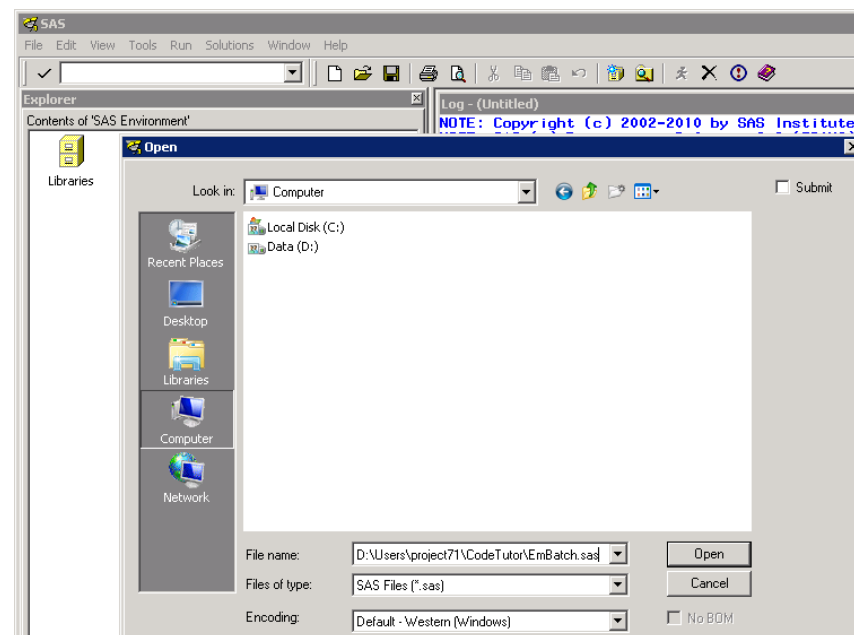 SAS
File Edit View Tools Run Solutions Window Help
Explorer
Contents of 'SAS Environment'
Log - (Untitled)
NOTE: Copyright (c) 2002-2010 by SAS Institute
Libraries
Open
Look in:
Computer
Submit
Local Disk (C:)
Data (D:)
Recent Places
Desktop
Libraries
Computer
Network
File name:
D:\Users\project71\CodeTutor\EmBatch.sas
Open
Files of type:
SAS Files (*.sas)
Cancel
Encoding:
Default - Western (Windows)
No BOM